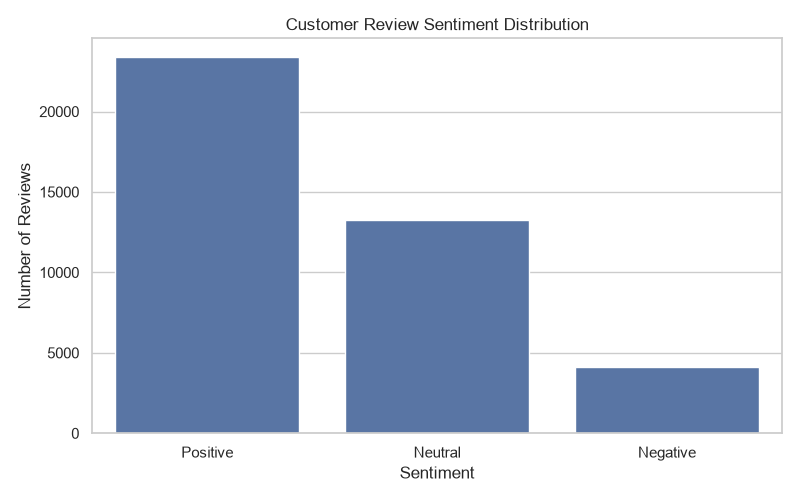 Customer Review Sentiment Distribution
Number of Reviews
20000
15000
10000
5000
0
Positive Neutral Negative
Sentiment